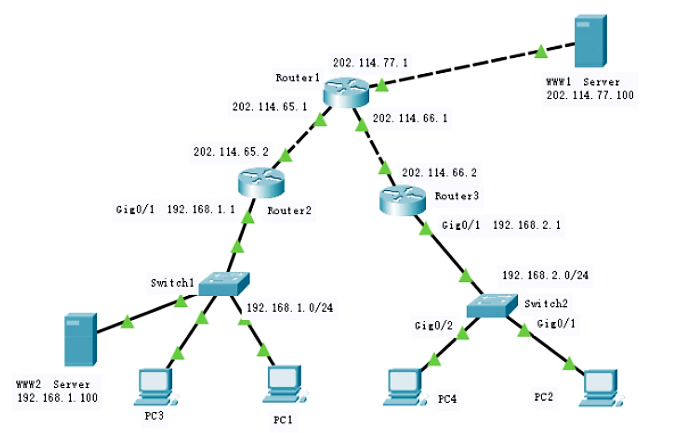 202.114.77.1
Router1
WWW1 Server
202.114.77.100
202.114.65.1
202.114.66.1
202.114.65.2
202.114.66.2
Router3
Gig0/1 192.168.1.1
Router2
Gig0/1 192.168.2.1
Switch1
192.168.2.0/24
192.168.1.0/24
Switch2
Gig0/2
Gig0/1
WWW2 Server
192.168.1.100
PC3
PC1
PC4
PC2